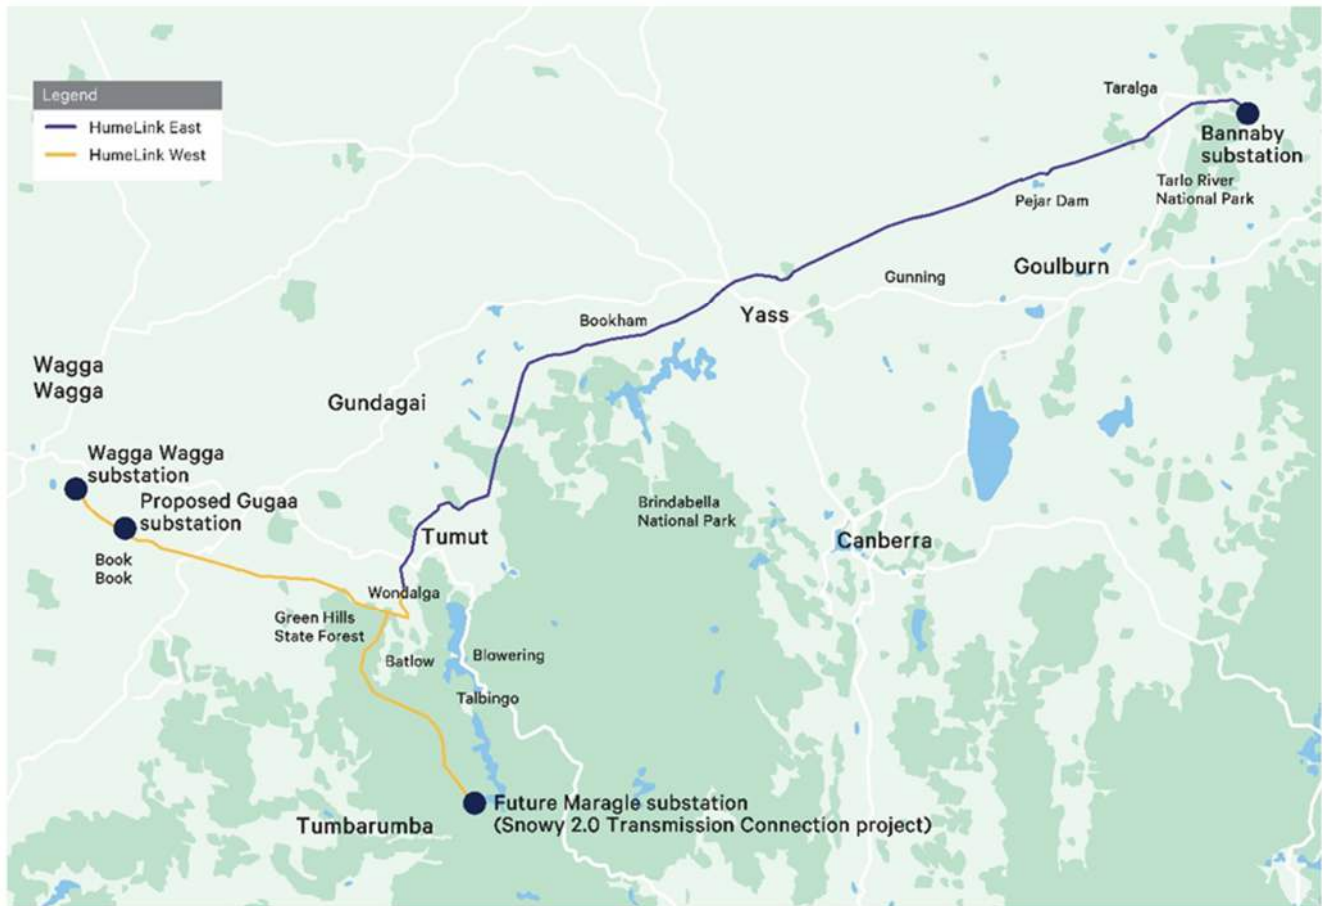 Legend
HumeLink East
HumeLink West
Taralga
Bannaby
substation
Tarlo River
National Park
Pejar Dam
Goulburn
Gunning
Yass
Bookham
Wagga
Wagga
Gundagai
Wagga Wagga
substation
Proposed Gugaa
substation
Book
Book
Brindabella
National Park
Tumut
Canberra
Wondalga
Green Hills
State Forest
Batlow
Blowering
Talbingo
Future Maragle substation
(Snowy 2.0 Transmission Connection project)
Tumbarumba